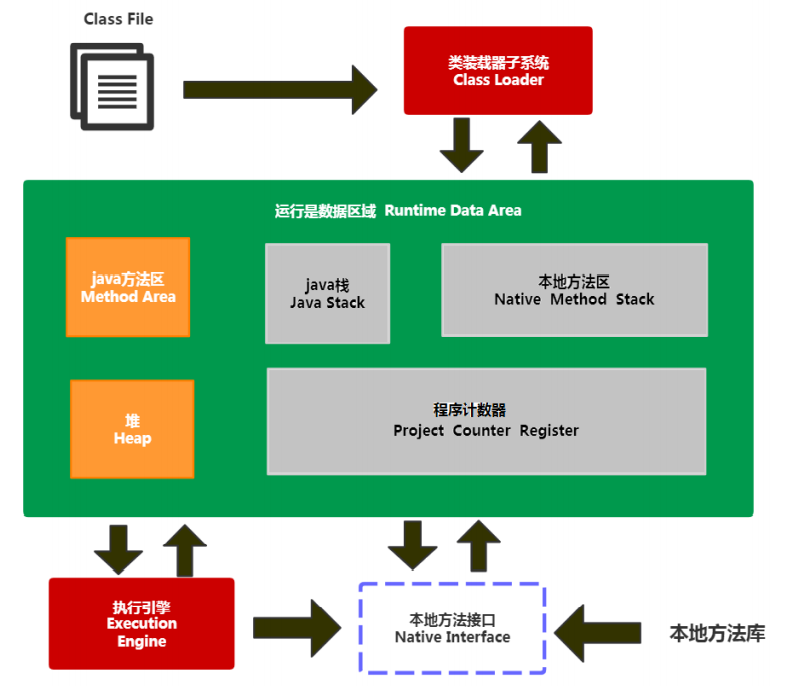 Class File
类装载器子系统
Class Loader
运行是数据区域 Runtime Data Area
java方法区
Method Area
java栈
Java Stack
本地方法区
Native Method Stack
堆
Heap
程序计数器
Project Counter Register
执行引擎
Execution
Engine
本地方法接口
Native Interface
本地方法库